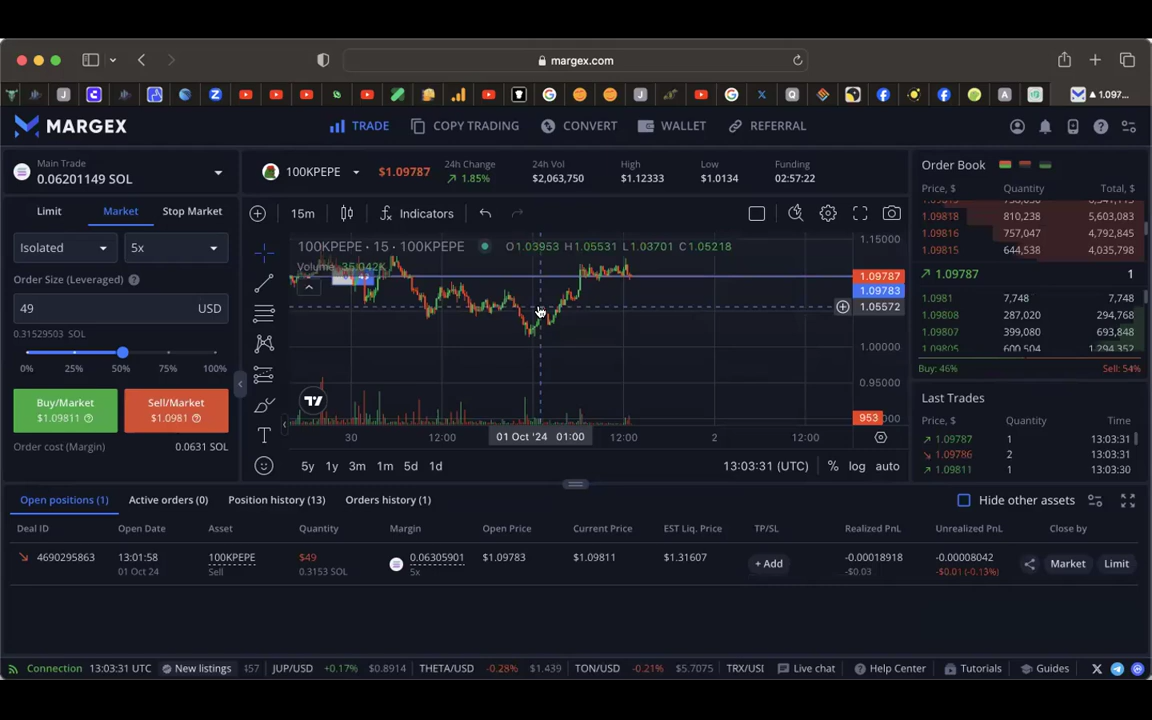 margex.com
1.097...
MARGEX
TRADE
COPY TRADING
CONVERT
WALLET
REFERRAL
Main Trade
0.06201149 SOL
100KPEPE
$1.09787
24h Change
1.85%
24h Vol
$2,063,750
High
$1.12333
Low
$1.0134
Funding
02:57:22
Limit
Market
Stop Market
Isolated
5x
Order Size (Leveraged)
49
USD
0.31529503 SOL
0%
25%
50%
75%
100%
Buy/Market
$1.09811
Sell/Market
$1.0981
Order cost (Margin)
0.0631 SOL
15m
Indicators
100KPEPE · 15 · 100KPEPE
O1.03953 H1.05531 L1.03701 C1.05218
Volume
1.15000
1.09787
1.09783
1.05572
1.00000
0.95000
953
30
12:00
01 Oct '24 01:00
12:00
2
12:00
5y
1y
3m
1m
5d
1d
13:03:31 (UTC)
%
log
auto
Order Book
Price, $ Quantity Total, $
1.09818 810,238 5,603,083
1.09816 757,047 4,792,845
1.09815 644,538 4,035,798
1.09787 1
1.0981 7,748 7,748
1.09808 287,020 294,768
1.09807 399,080 693,848
1.09805 600,504 1,294,352
Buy: 46% Sell: 54%
Last Trades
Price, $ Quantity Time
1.09787 1 13:03:31
1.09786 2 13:03:31
1.09811 1 13:03:30
Open positions (1)
Active orders (0)
Position history (13)
Orders history (1)
Hide other assets
Deal ID Open Date Asset Quantity Margin Open Price Current Price EST Liq. Price TP/SL Realized PnL Unrealized PnL Close by
4690295863 13:01:58 100KPEPE $49 0.06305901 $1.09783 $1.09811 $1.31607 + Add -0.00018918 -0.00008042 Market Limit
01 Oct 24 Sell 0.3153 SOL 5x -$0.03 -$0.01 (-0.13%)
Connection 13:03:31 UTC New listings 457 JUP/USD +0.17% $0.8914 THETA/USD -0.28% $1.439 TON/USD -0.21% $5.7075 TRX/USI Live chat Help Center Tutorials Guides